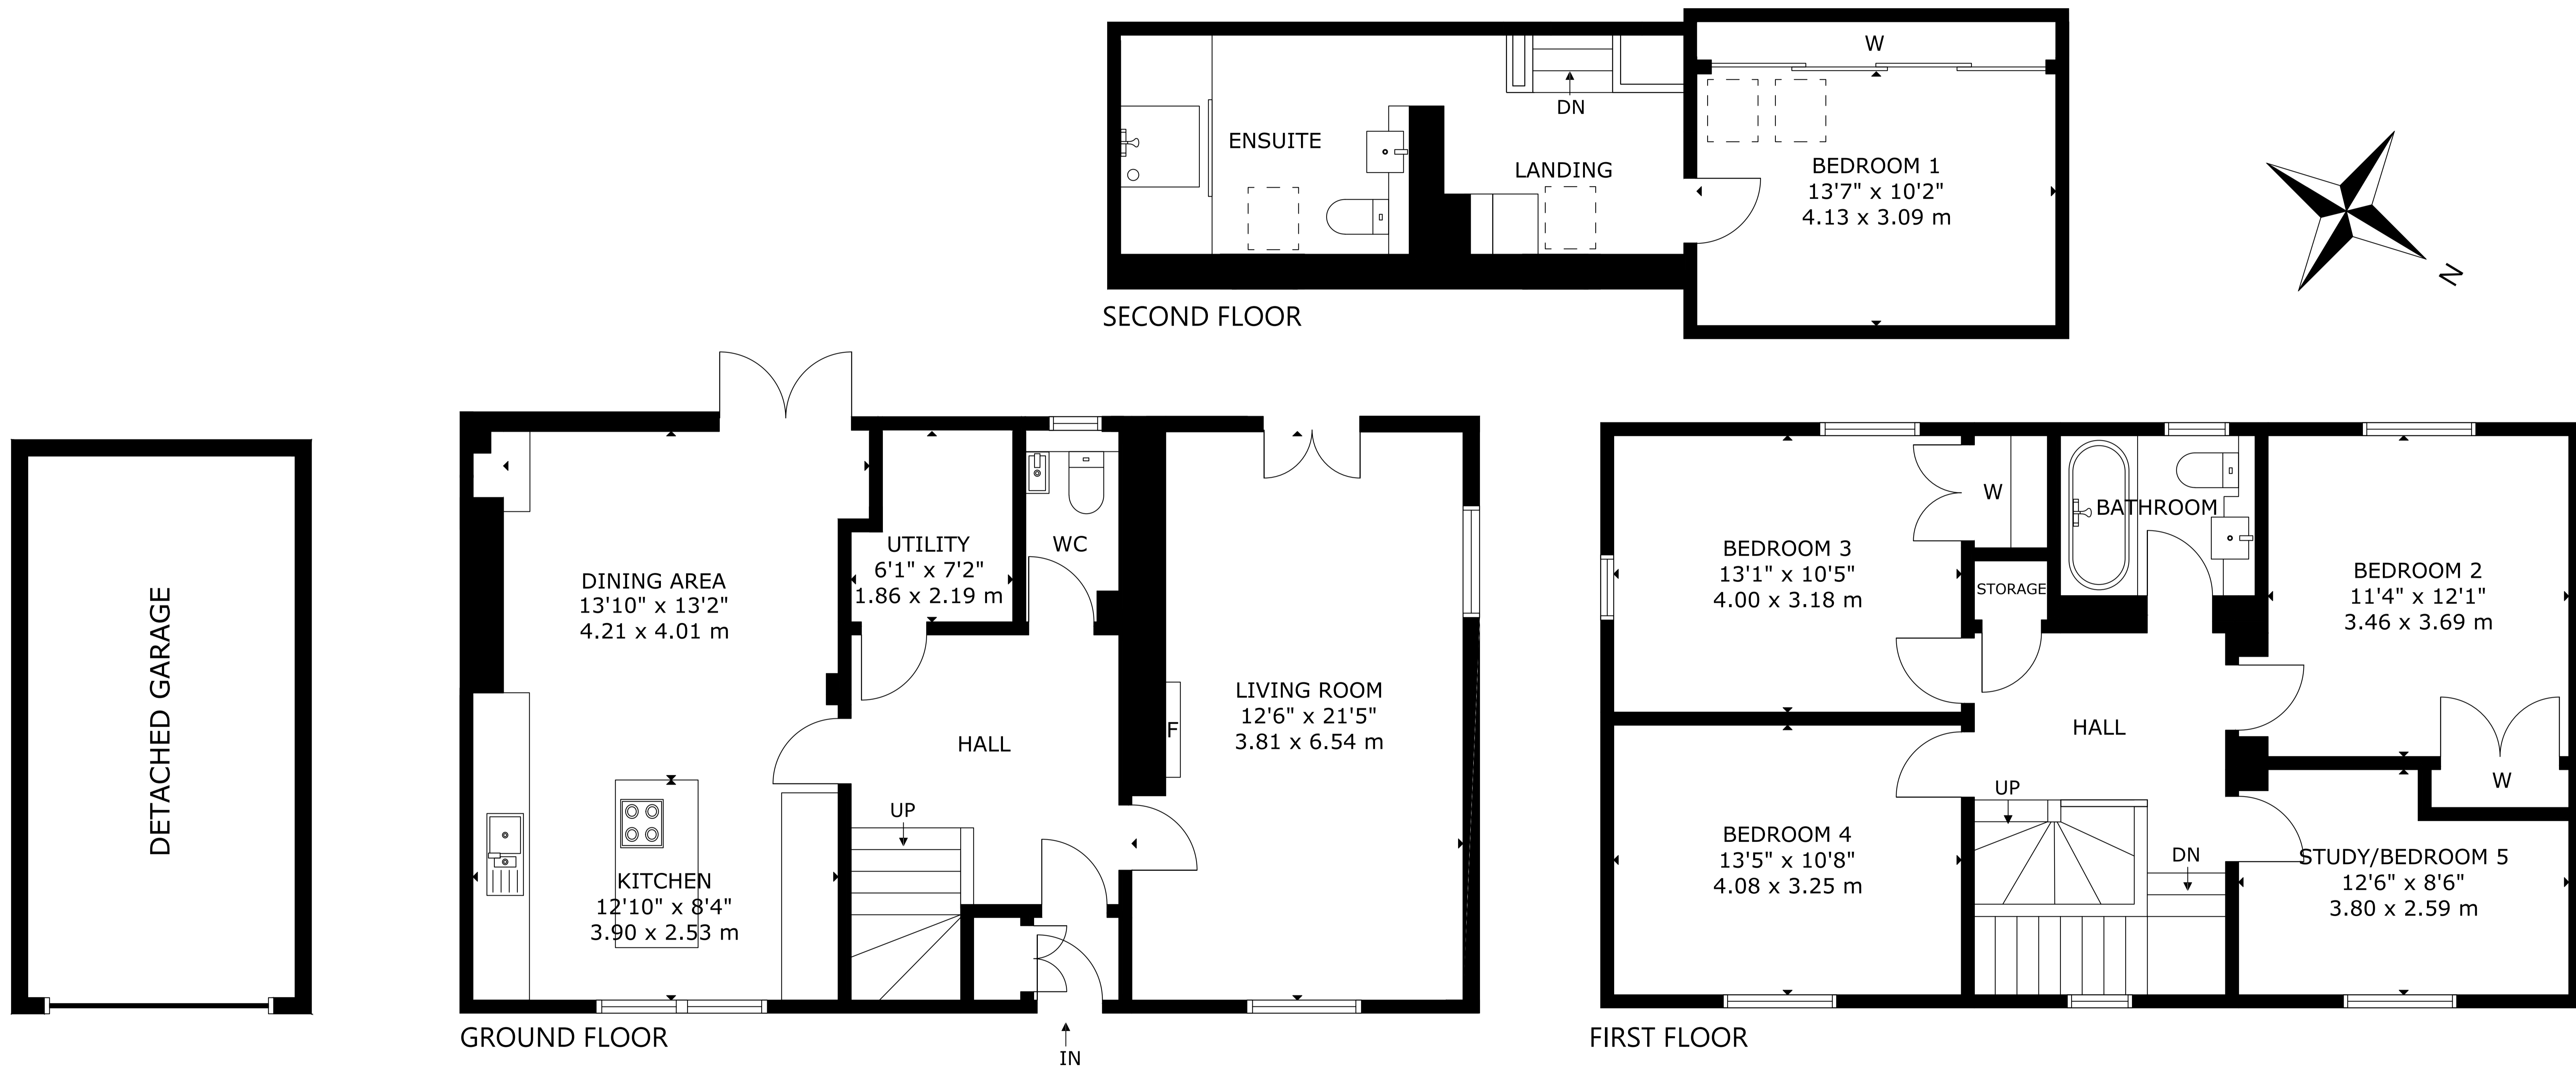 W
DN
ENSUITE
LANDING
BEDROOM 1
13'7" x 10'2"
4.13 x 3.09 m
N
SECOND FLOOR
DETACHED GARAGE
DINING AREA
13'10" x 13'2"
4.21 x 4.01 m
UTILITY
6'1" x 7'2"
1.86 x 2.19 m
WC
LIVING ROOM
12'6" x 21'5"
3.81 x 6.54 m
F
HALL
UP
KITCHEN
12'10" x 8'4"
3.90 x 2.53 m
IN
GROUND FLOOR
BEDROOM 3
13'1" x 10'5"
4.00 x 3.18 m
W
STORAGE
BATHROOM
BEDROOM 2
11'4" x 12'1"
3.46 x 3.69 m
W
HALL
UP
DN
BEDROOM 4
13'5" x 10'8"
4.08 x 3.25 m
STUDY/BEDROOM 5
12'6" x 8'6"
3.80 x 2.59 m
FIRST FLOOR